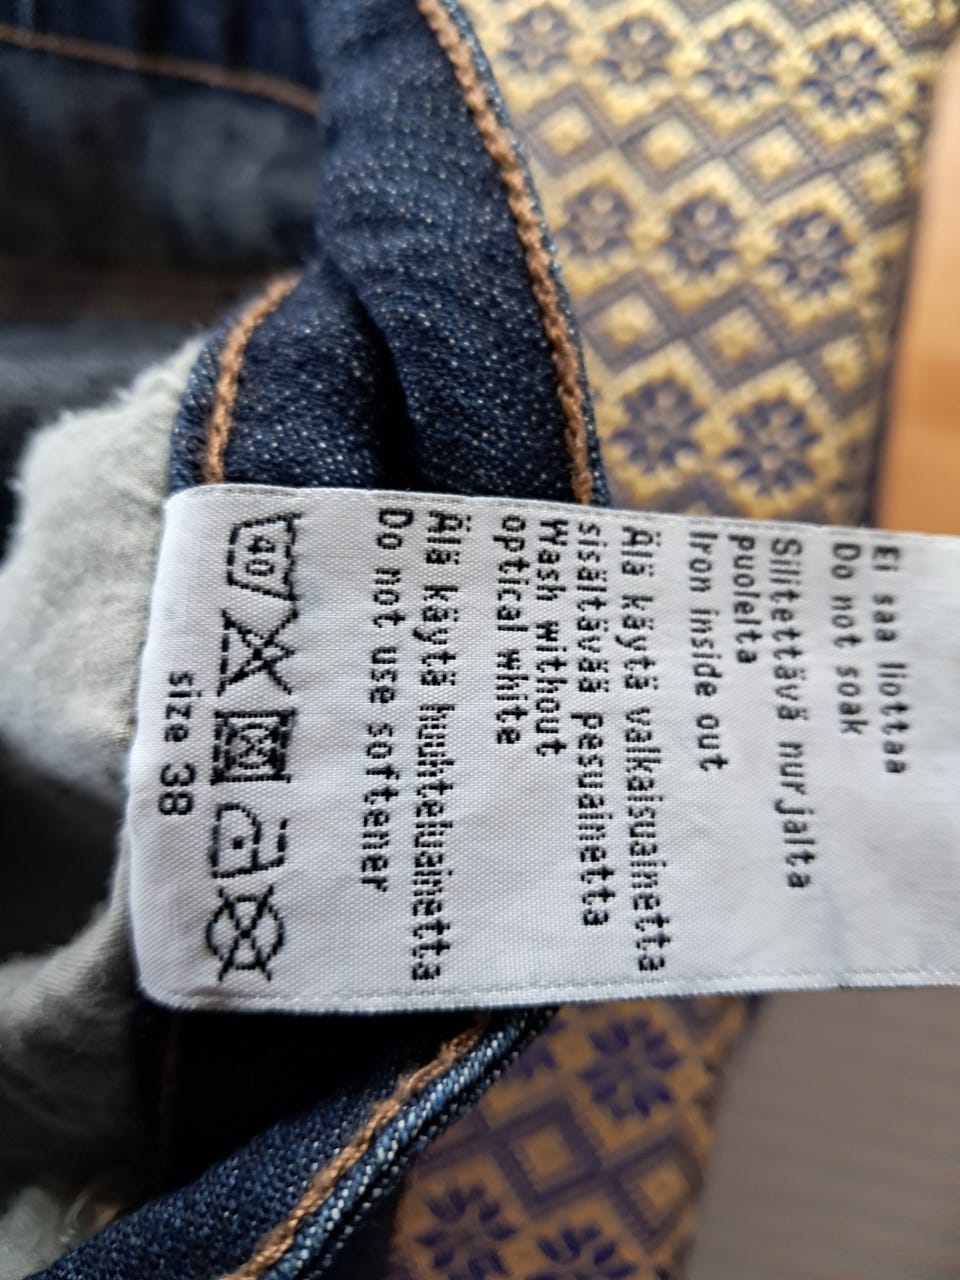 Ei saa liottaa
Do not soak
Silitettävä nurjalta
puolelta
Iron inside out
Älä käytä valkaisuainetta
sisältävää pesuainetta
Wash without
optical white
Älä käytä huuhteluainetta
Do not use softener
40
size 38